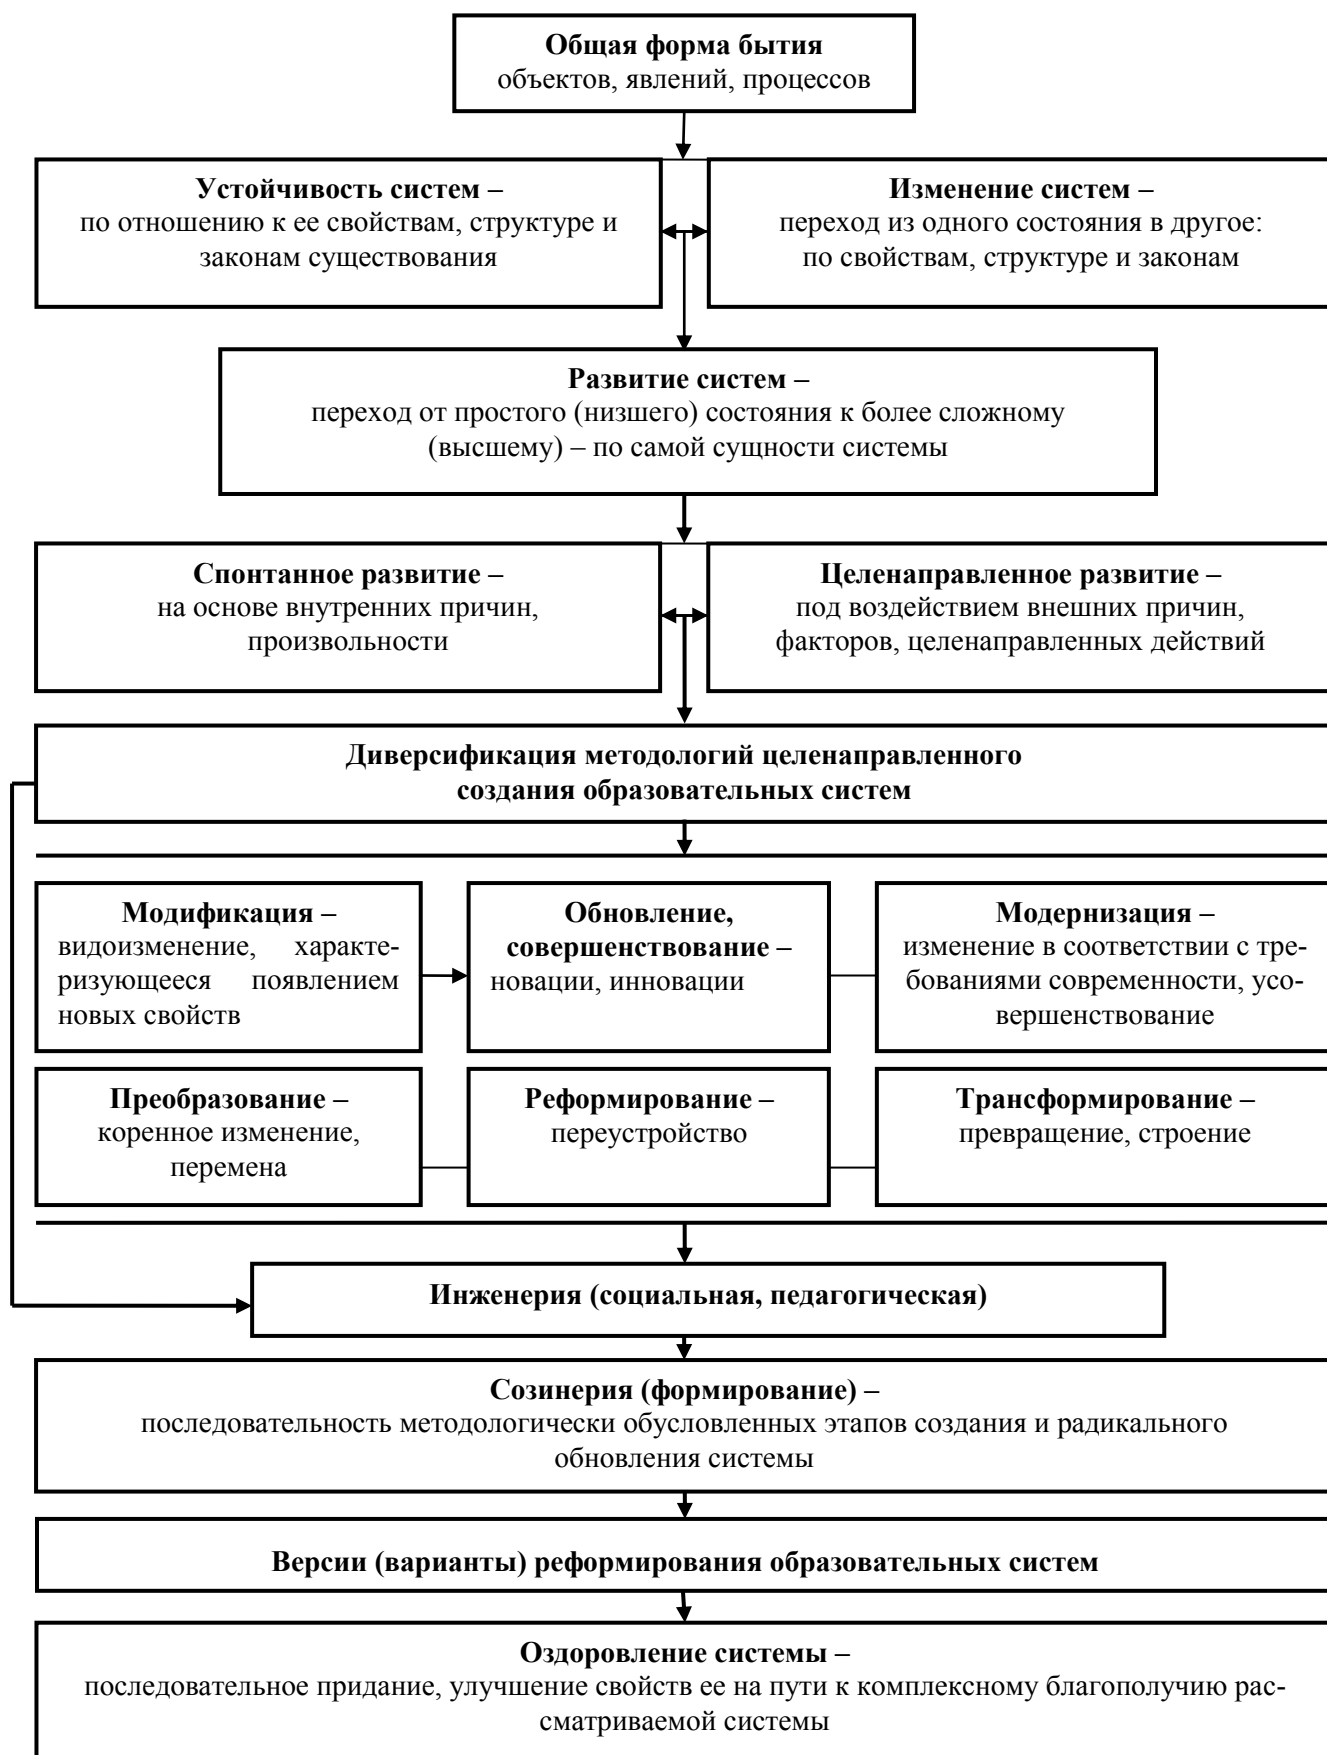 Общая форма бытия
объектов, явлений, процессов
Устойчивость систем –
по отношению к ее свойствам, структуре и
законам существования
Изменение систем –
переход из одного состояния в другое:
по свойствам, структуре и законам
Развитие систем –
переход от простого (низшего) состояния к более сложному
(высшему) – по самой сущности системы
Спонтанное развитие –
на основе внутренних причин,
произвольности
Целенаправленное развитие –
под воздействием внешних причин,
факторов, целенаправленных действий
Диверсификация методологий целенаправленного
создания образовательных систем
Модификация –
видоизменение, характе-
ризующееся появлением
новых свойств
Обновление,
совершенствование –
новации, инновации
Модернизация –
изменение в соответствии с тре-
бованиями современности, усо-
вершенствование
Преобразование –
коренное изменение,
перемена
Реформирование –
переустройство
Трансформирование –
превращение, строение
Инженерия (социальная, педагогическая)
Созинерия (формирование) –
последовательность методологически обусловленных этапов создания и радикального
обновления системы
Версии (варианты) реформирования образовательных систем
Оздоровление системы –
последовательное придание, улучшение свойств ее на пути к комплексному благополучию рас-
сматриваемой системы